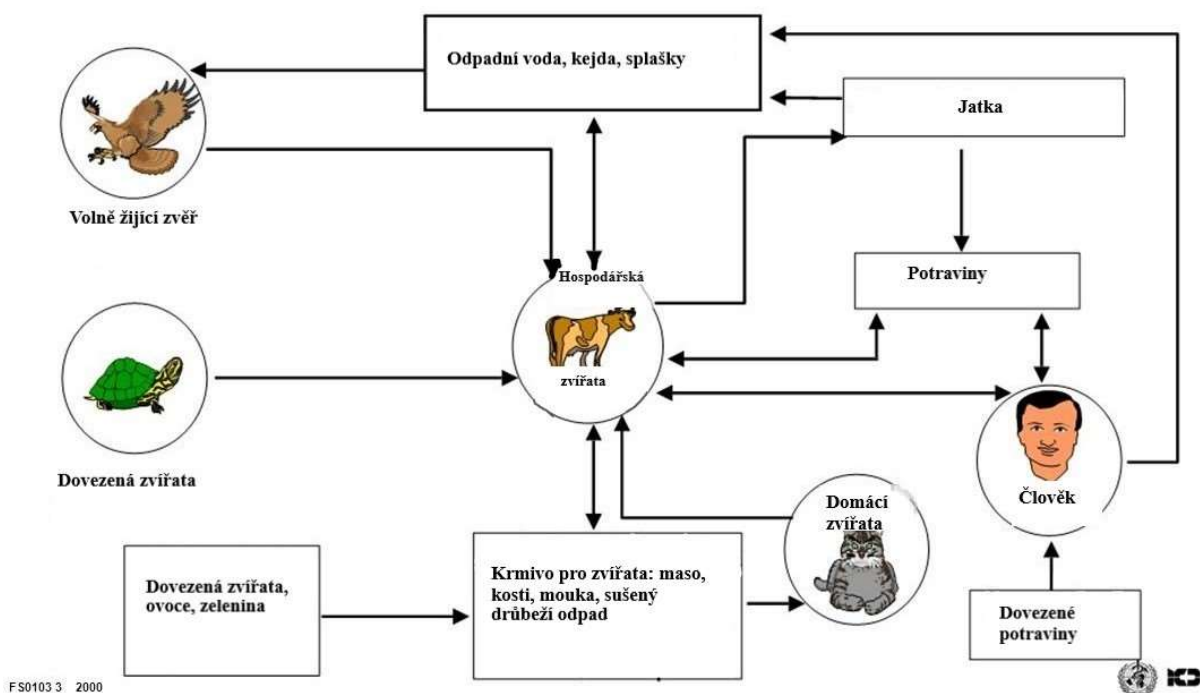 Odpadní voda, kejda, splašky
Jatka
Volně žijící zvěř
Potraviny
Hospodářská
zvířata
Dovezená zvířata
Člověk
Domácí
zvířata
Dovezená zvířata,
ovoce, zelenina
Krmivo pro zvířata: maso,
kosti, mouka, sušený
drůbeží odpad
Dovezené
potraviny
FS0103 3 2000